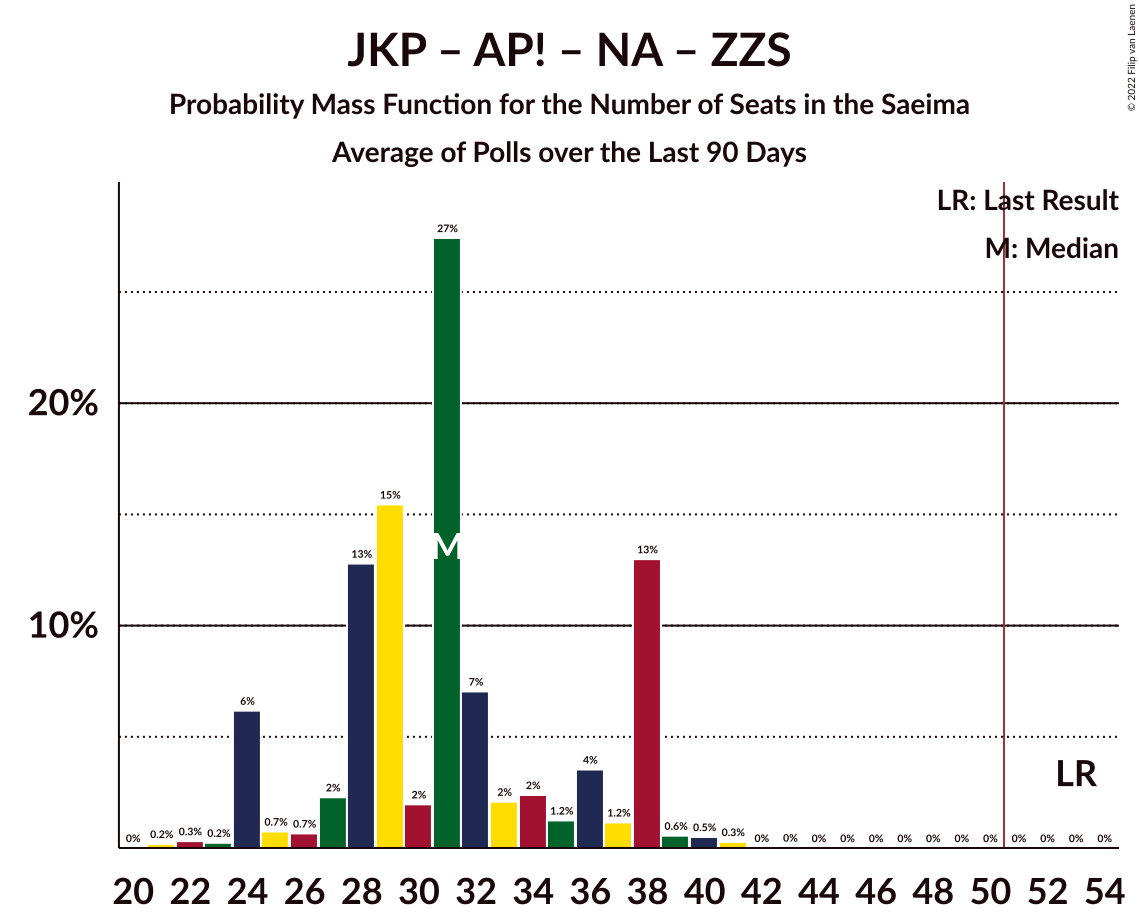 JKP – AP! – NA – ZZS
Probability Mass Function for the Number of Seats in the Saeima
Average of Polls over the Last 90 Days
© 2022 Filip van Laenen
LR: Last Result
M: Median
20%
10%
0% 0.2% 0.3% 0.2% 6% 0.7% 0.7% 2% 13% 15% 2% 27% 7% 2% 2% 1.2% 4% 1.2% 13% 0.6% 0.5% 0.3% 0% 0% 0% 0% 0% 0% 0% 0% 0% 0% 0% 0% 0%
M
LR
20 22 24 26 28 30 32 34 36 38 40 42 44 46 48 50 52 54